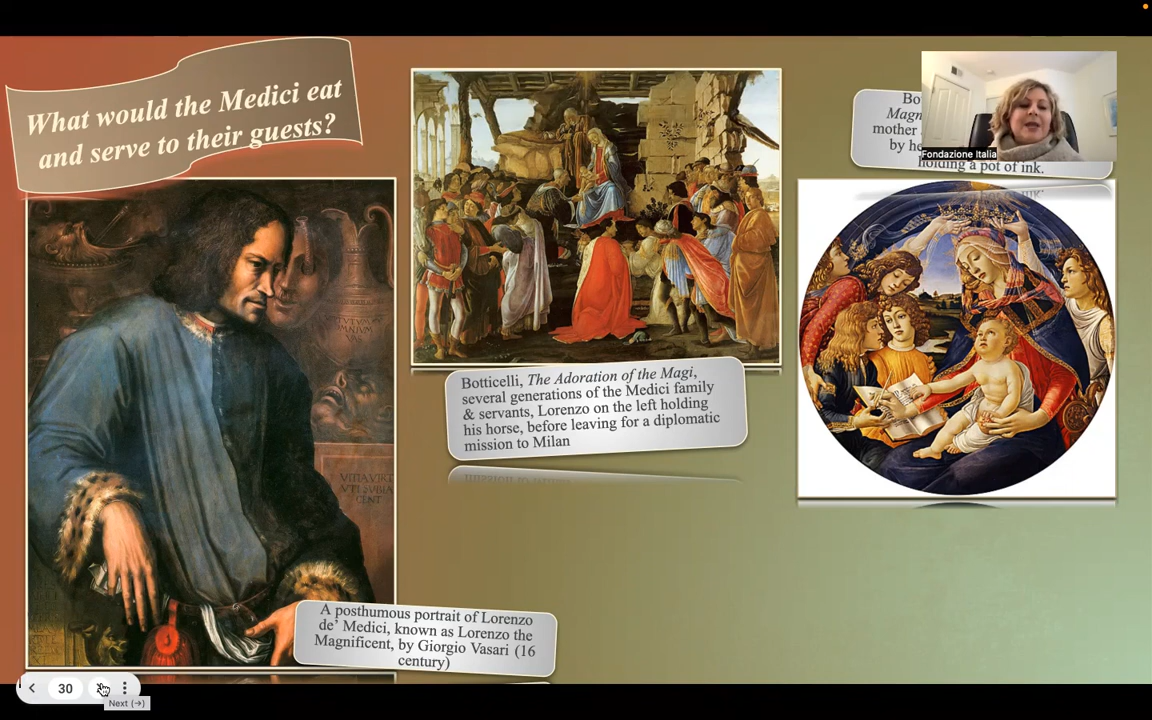 What would the Medici eat
and serve to their guests?
Botticelli, The Adoration of the Magi,
several generations of the Medici family
& servants, Lorenzo on the left holding
his horse, before leaving for a diplomatic
mission to Milan
mother
by
holding a pot of ink.
Fondazione Italia
A posthumous portrait of Lorenzo
de' Medici, known as Lorenzo the
Magnificent, by Giorgio Vasari (16
century)
30
Next (→)